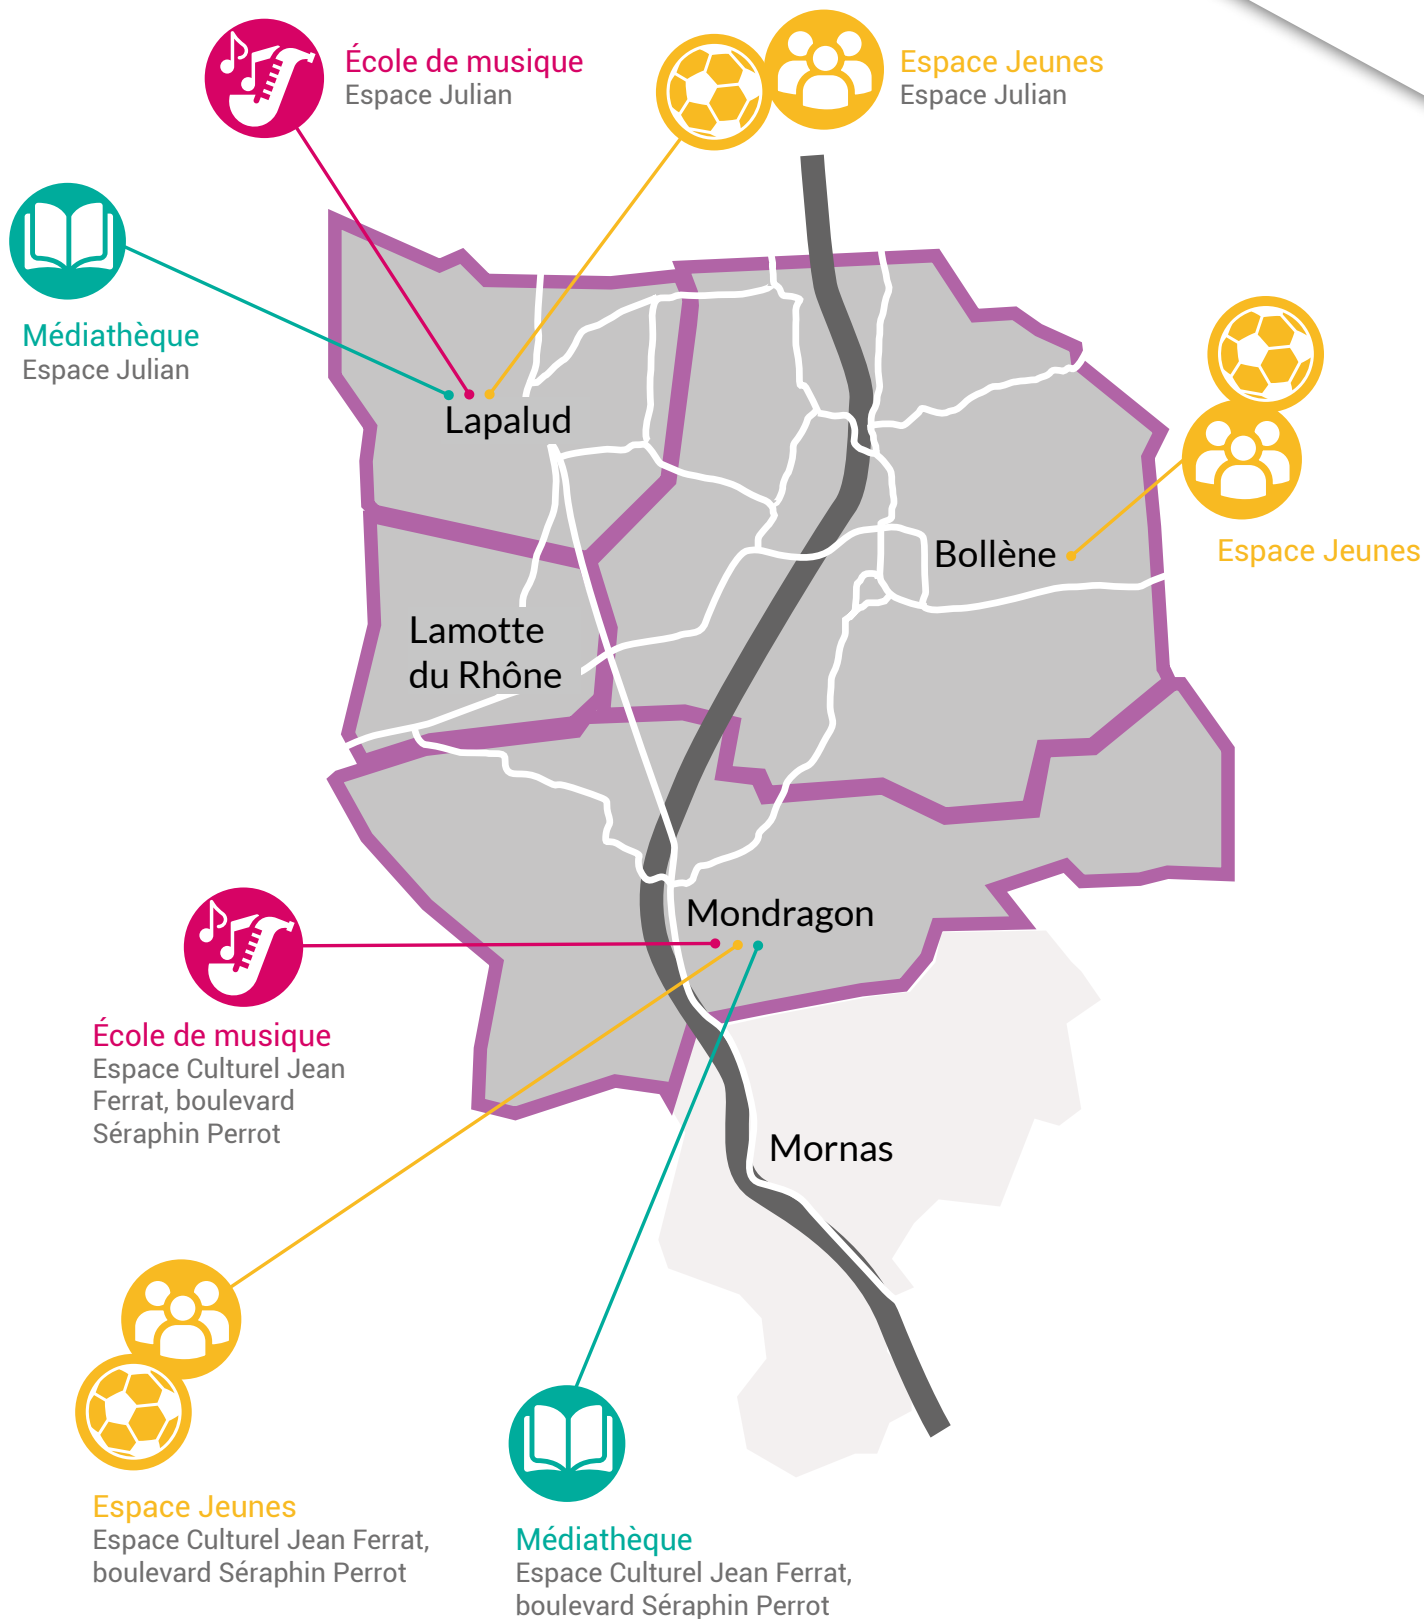 École de musique
Espace Julian
Espace Jeunes
Espace Julian
Médiathèque
Espace Julian
Lapalud
Bollène
Espace Jeunes
Lamotte
du Rhône
Mondragon
École de musique
Espace Culturel Jean
Ferrat, boulevard
Séraphin Perrot
Mornas
Espace Jeunes
Espace Culturel Jean Ferrat,
boulevard Séraphin Perrot
Médiathèque
Espace Culturel Jean Ferrat,
boulevard Séraphin Perrot